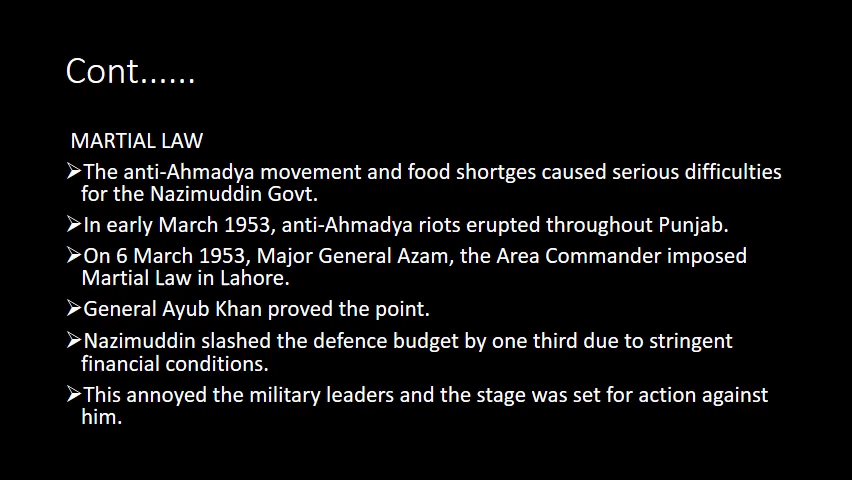 Cont......
MARTIAL LAW
➢The anti-Ahmadya movement and food shortges caused serious difficulties
for the Nazimuddin Govt.
➢In early March 1953, anti-Ahmadya riots erupted throughout Punjab.
➢On 6 March 1953, Major General Azam, the Area Commander imposed
Martial Law in Lahore.
➢General Ayub Khan proved the point.
➢Nazimuddin slashed the defence budget by one third due to stringent
financial conditions.
➢This annoyed the military leaders and the stage was set for action against
him.